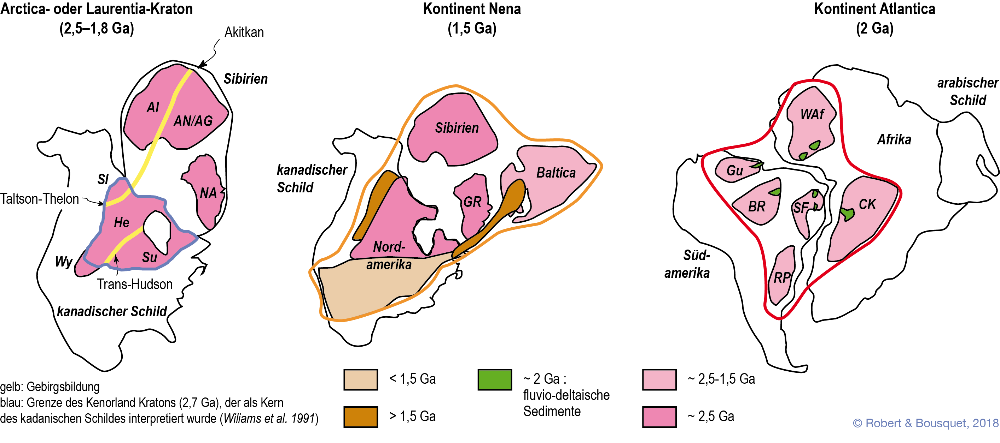 Arctica- oder Laurentia-Kraton
(2,5–1,8 Ga)
Akitkan
Sibirien
Al
AN/AG
Sl
NA
Taltson-Thelon
He
Wy
Su
Trans-Hudson
kanadischer Schild
gelb: Gebirgsbildung
blau: Grenze des Kenorland Kratons (2,7 Ga), der als Kern
des kadanischen Schildes interpretiert wurde (Wiliams et al. 1991)
Kontinent Nena
(1,5 Ga)
Sibirien
kanadischer
Schild
Baltica
GR
Nord-
amerika
Kontinent Atlantica
(2 Ga)
arabischer
Schild
WAf
Afrika
Gu
BR
SF
CK
Süd-
amerika
RP
< 1,5 Ga
> 1,5 Ga
~ 2 Ga :
fluvio-deltaische
Sedimente
~ 2,5-1,5 Ga
~ 2,5 Ga
© Robert & Bousquet, 2018